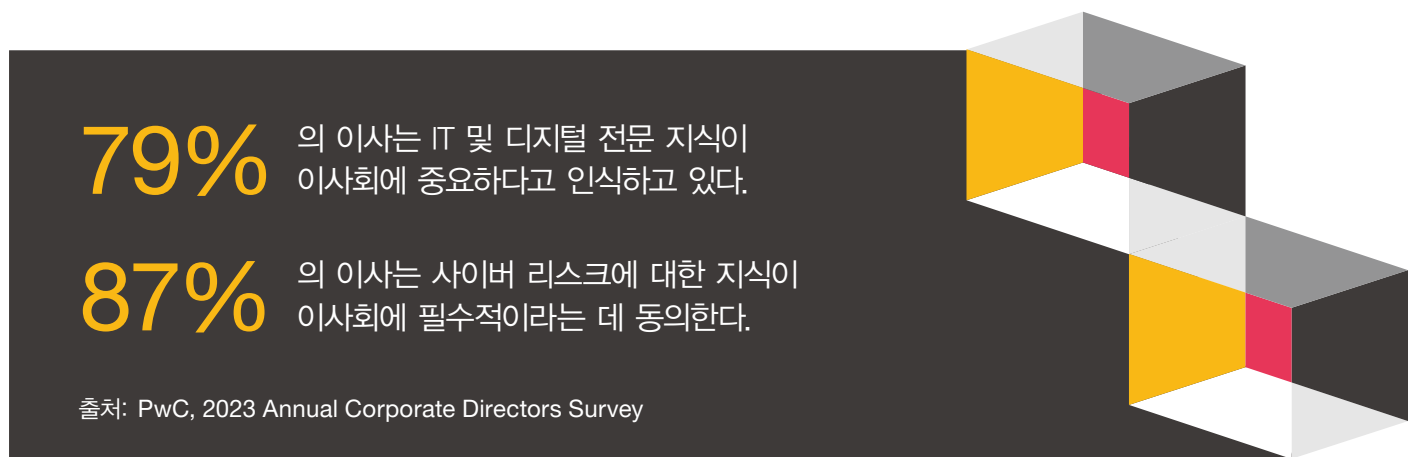 79%
의 이사는 IT 및 디지털 전문 지식이
이사회에 중요하다고 인식하고 있다.
87%
의 이사는 사이버 리스크에 대한 지식이
이사회에 필수적이라는 데 동의한다.
출처: PwC, 2023 Annual Corporate Directors Survey